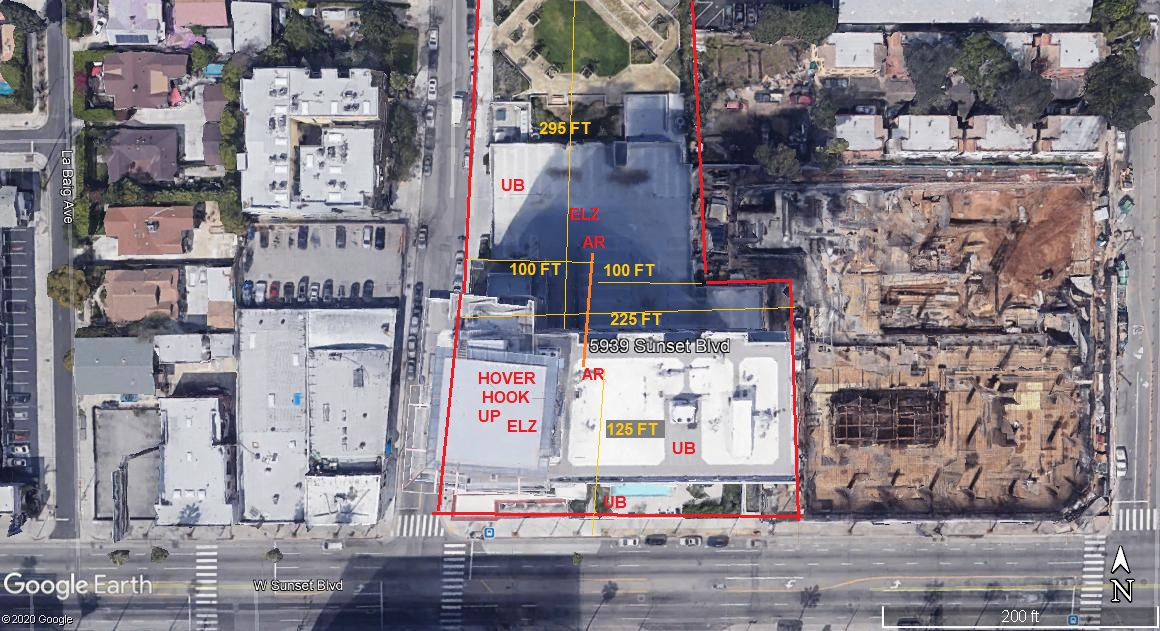 295 FT
UB
La Baig Ave
ELZ
AR
100 FT
100 FT
225 FT
5939 Sunset Blvd
AR
HOVER
HOOK
UP
ELZ
125 FT
UB
UB
N
Google Earth
W Sunset Blvd
©2020 Google
200 ft